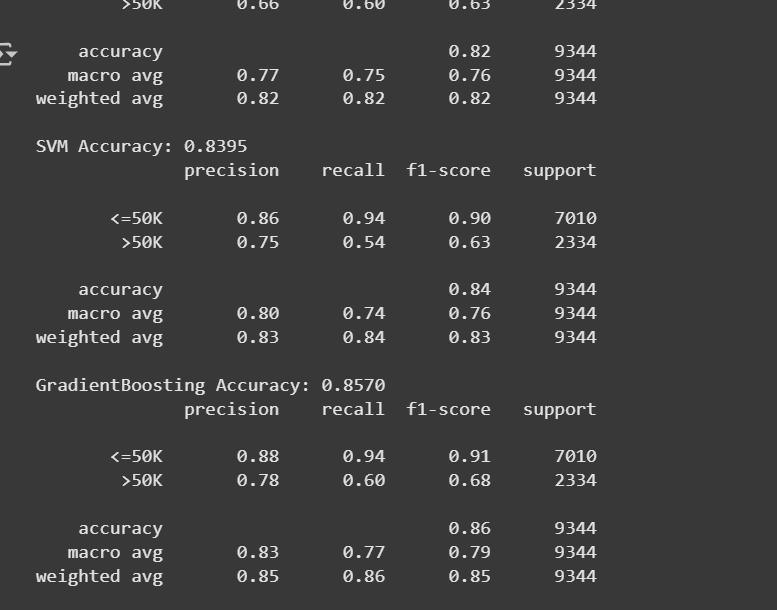 >50K 0.66 0.60 0.63 2334
accuracy 0.82 9344
macro avg 0.77 0.75 0.76 9344
weighted avg 0.82 0.82 0.82 9344
SVM Accuracy: 0.8395
precision recall f1-score support
<=50K 0.86 0.94 0.90 7010
>50K 0.75 0.54 0.63 2334
accuracy 0.84 9344
macro avg 0.80 0.74 0.76 9344
weighted avg 0.83 0.84 0.83 9344
GradientBoosting Accuracy: 0.8570
precision recall f1-score support
<=50K 0.88 0.94 0.91 7010
>50K 0.78 0.60 0.68 2334
accuracy 0.86 9344
macro avg 0.83 0.77 0.79 9344
weighted avg 0.85 0.86 0.85 9344